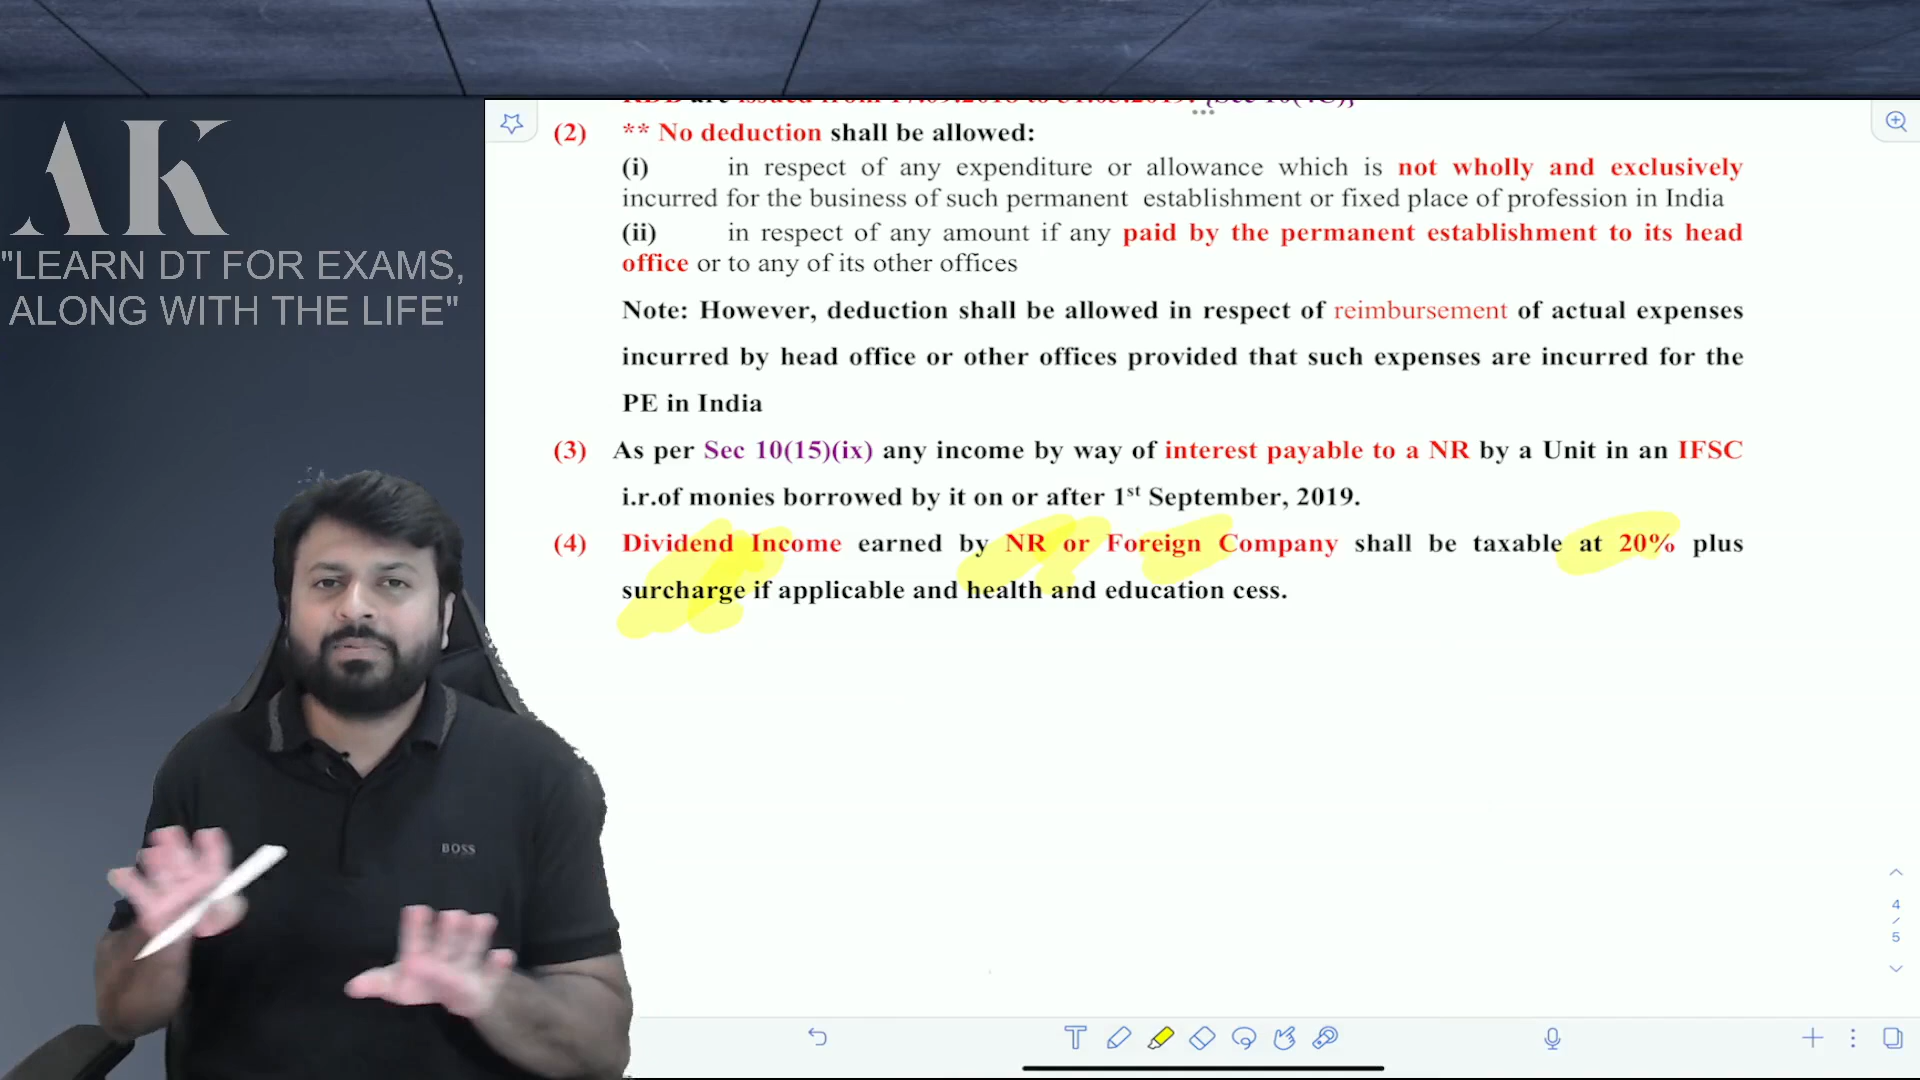 AK
"LEARN DT FOR EXAMS,
ALONG WITH THE LIFE"
(2) ** No deduction shall be allowed:
(i) in respect of any expenditure or allowance which is not wholly and exclusively
incurred for the business of such permanent establishment or fixed place of profession in India
(ii) in respect of any amount if any paid by the permanent establishment to its head
office or to any of its other offices
Note: However, deduction shall be allowed in respect of reimbursement of actual expenses
incurred by head office or other offices provided that such expenses are incurred for the
PE in India
(3) As per Sec 10(15)(ix) any income by way of interest payable to a NR by a Unit in an IFSC
i.r.of monies borrowed by it on or after 1st September, 2019.
(4) Dividend Income earned by NR or Foreign Company shall be taxable at 20% plus
surcharge if applicable and health and education cess.
BOSS
4
/
5